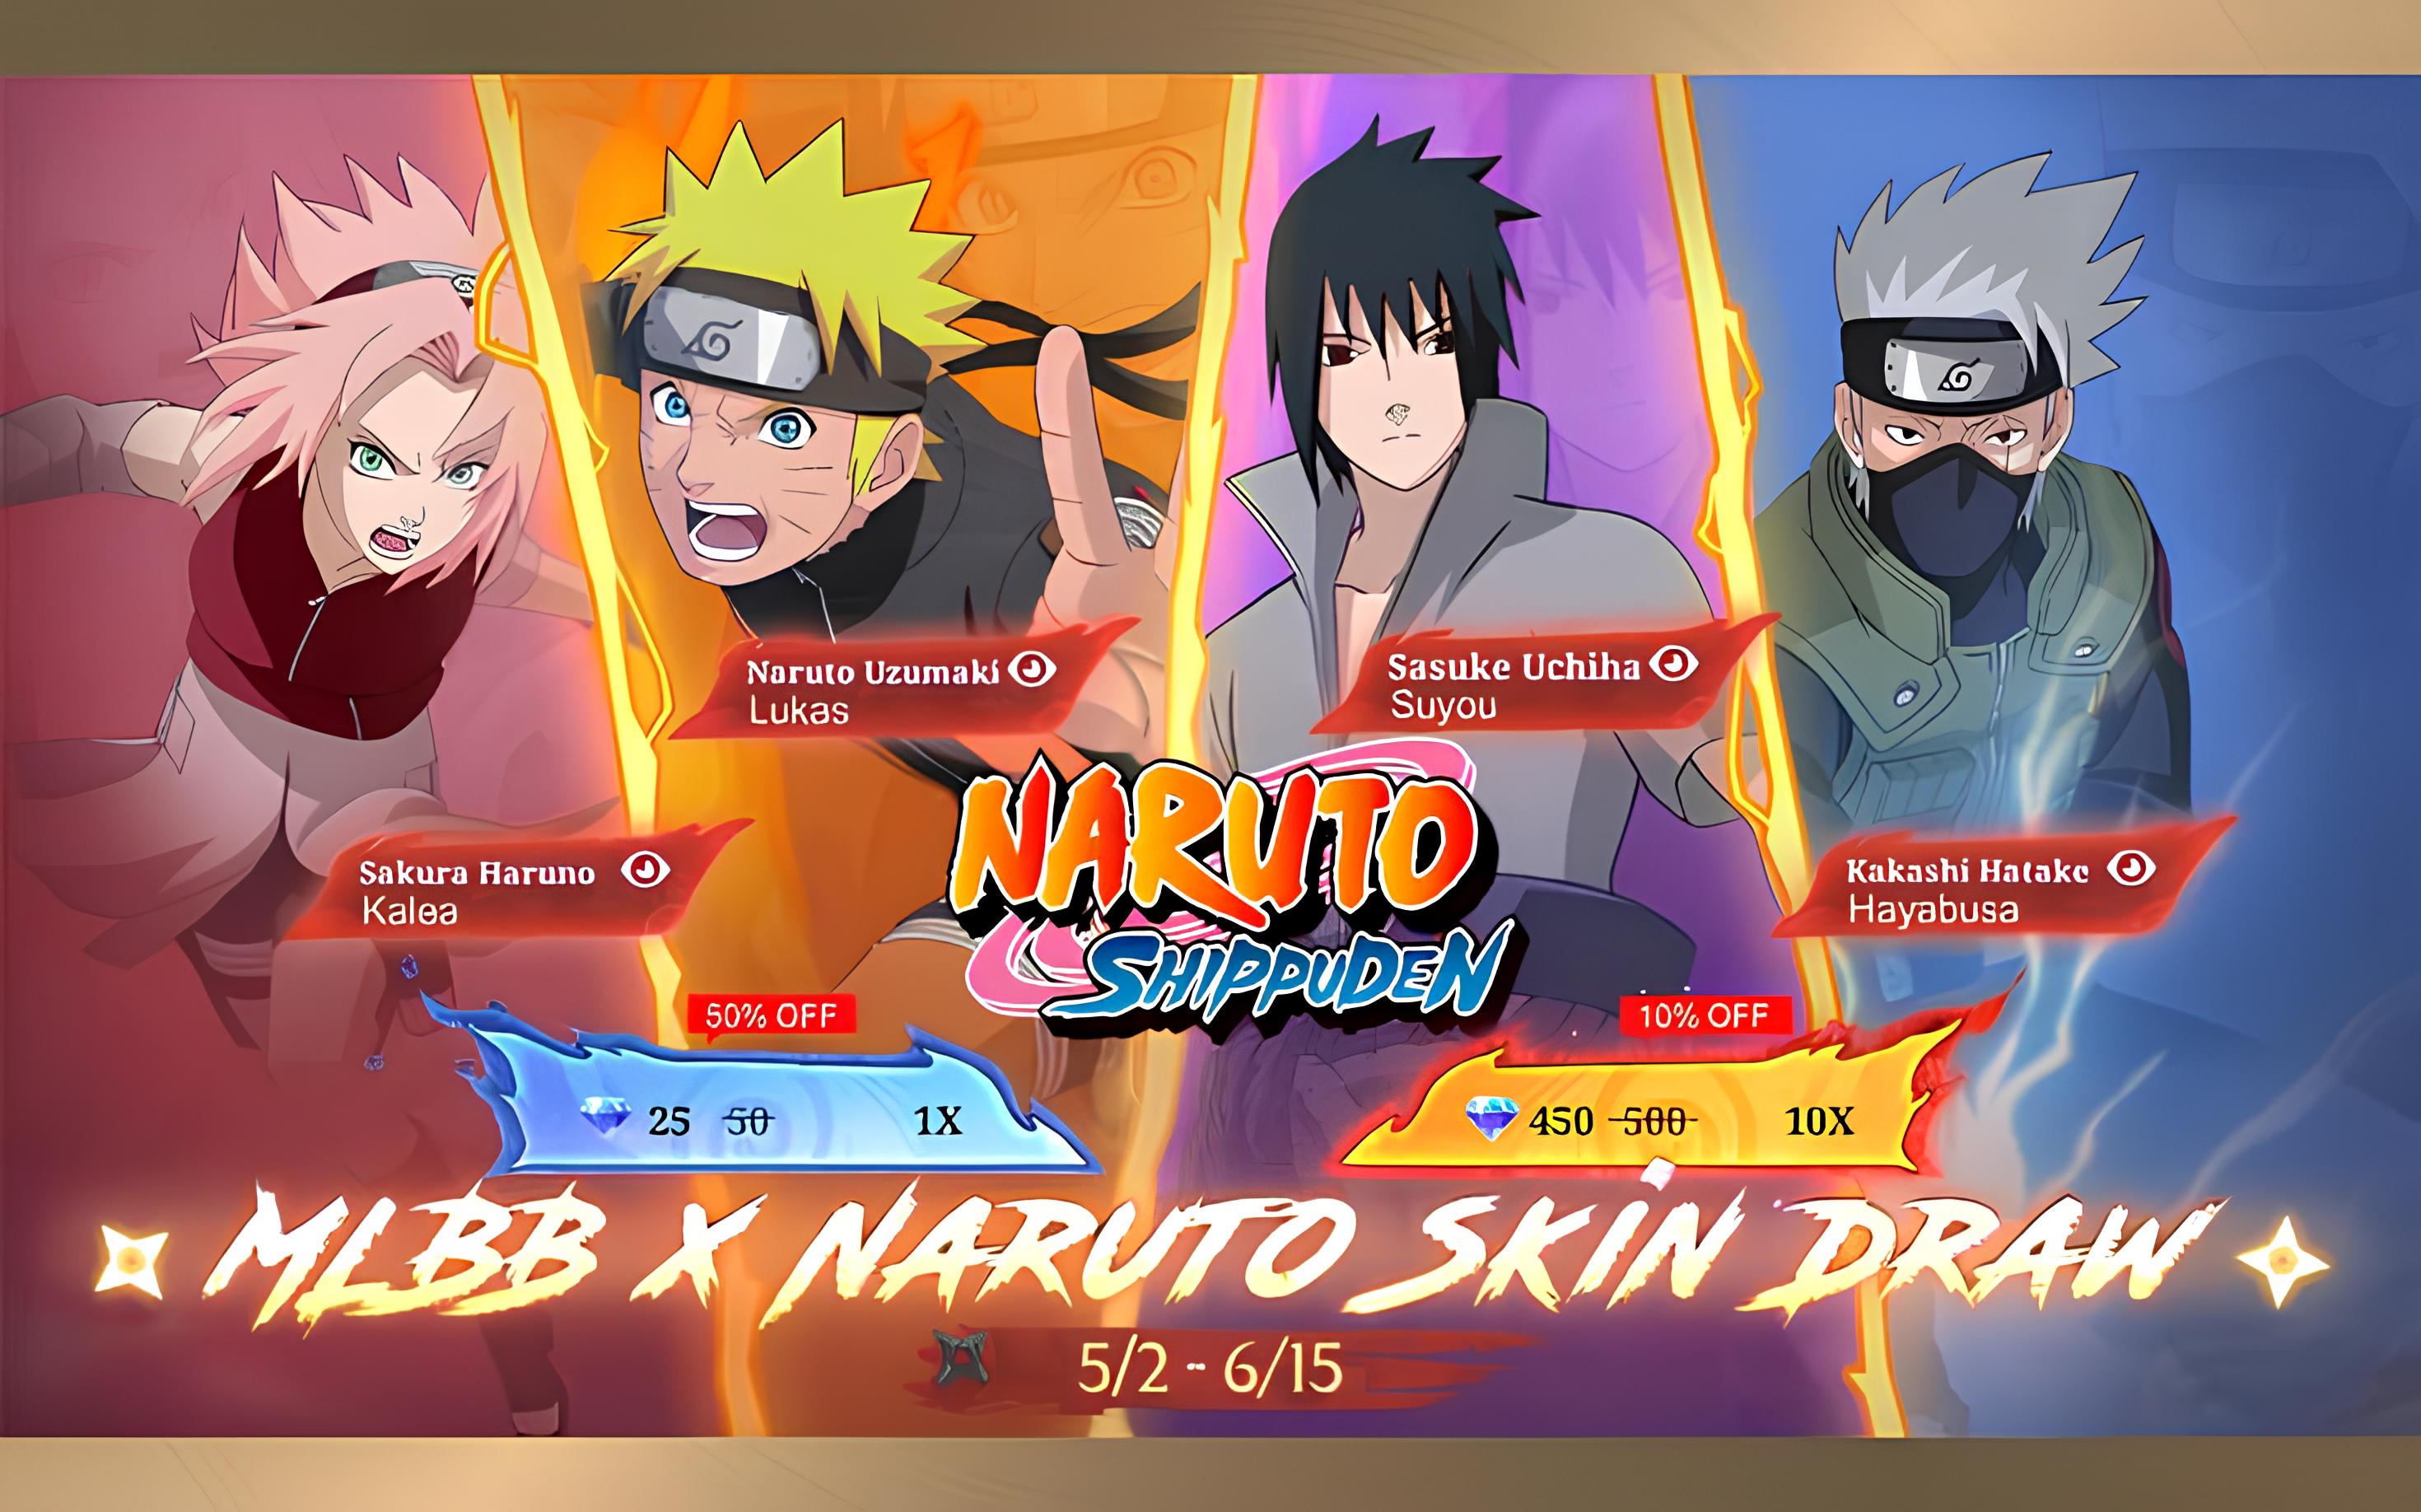 Naruto Uzumaki
Lukas
Sasuke Uchiha
Suyou
NARUTO
SHIPPUDEN
Sakura Haruno
Kalea
Kakashi Hatake
Hayabusa
50% OFF
25 50 1X
10% OFF
450 500 10X
MLBB X NARUTO SKIN DRAW
5/2 - 6/15